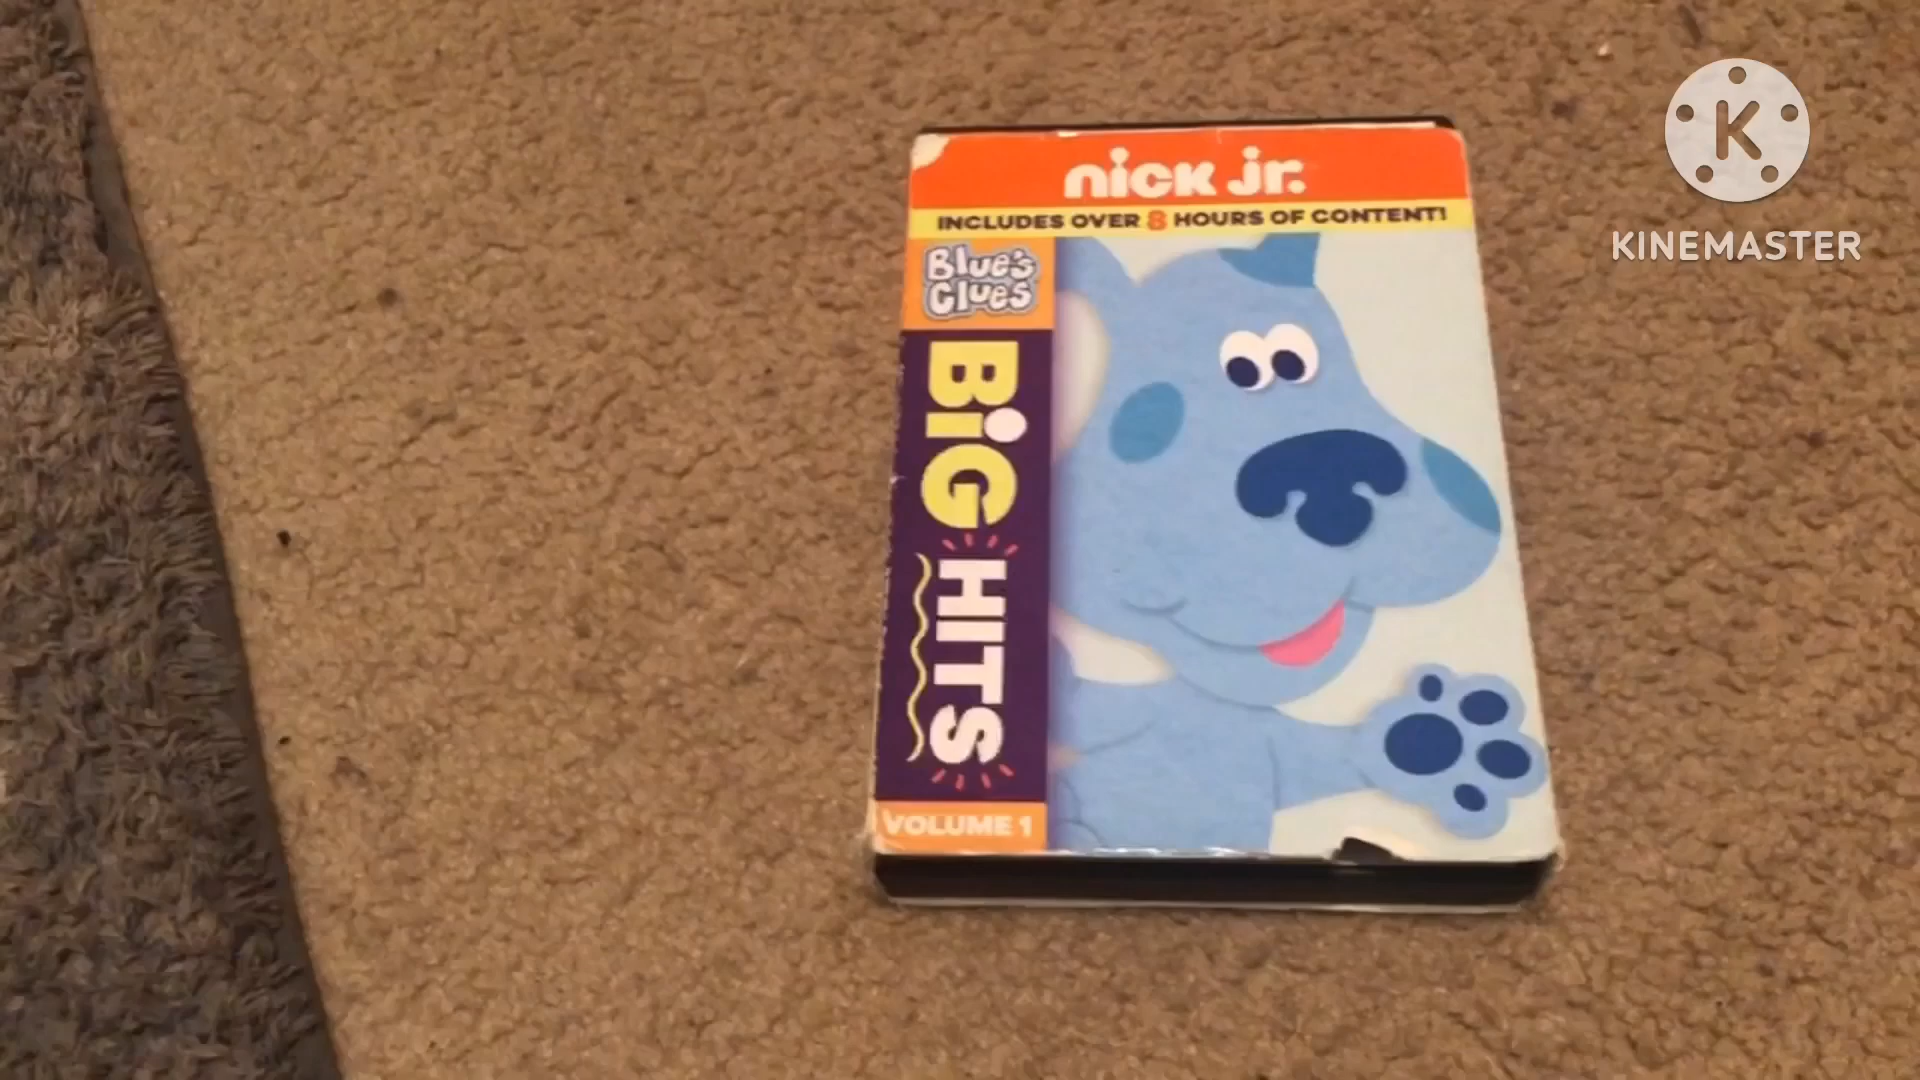 nick jr.
INCLUDES OVER 8 HOURS OF CONTENT!
Blue's
Clues
BiG HITS
VOLUME 1
K
KINEMASTER